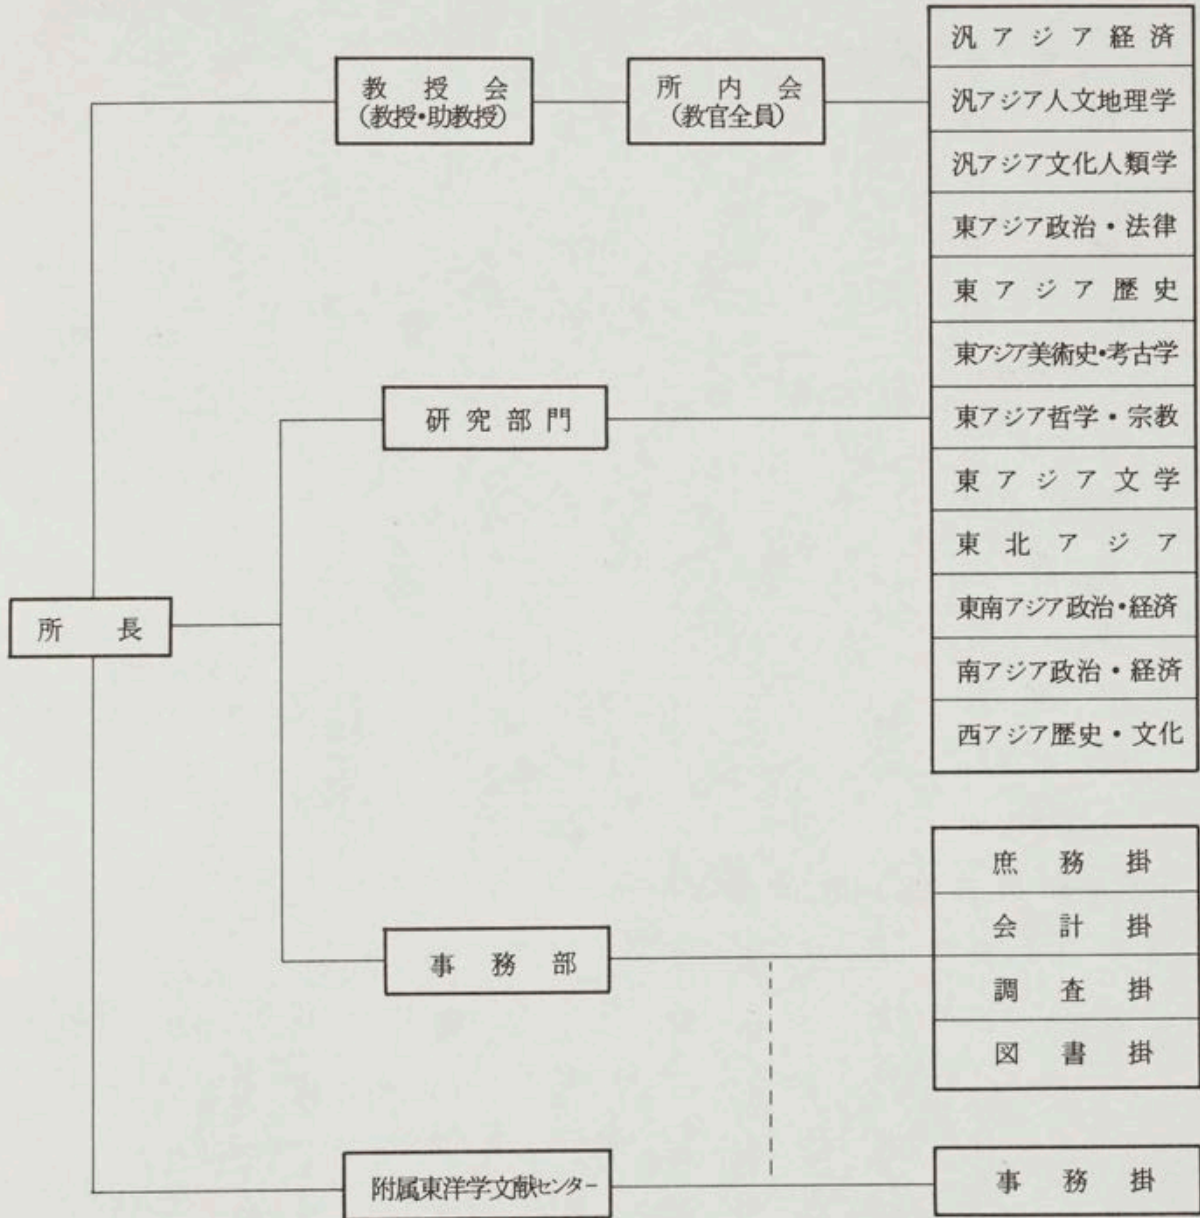 教授会
(教授・助教授)
所内会
(教官全員)
汎アジア経済
汎アジア人文地理学
汎アジア文化人類学
東アジア政治・法律
東アジア歴史
東アジア美術史・考古学
研究部門
東アジア哲学・宗教
東アジア文学
東北アジア
所長
東南アジア政治・経済
南アジア政治・経済
西アジア歴史・文化
庶務掛
会計掛
事務部
調査掛
図書掛
附属東洋学文献センター
事務掛